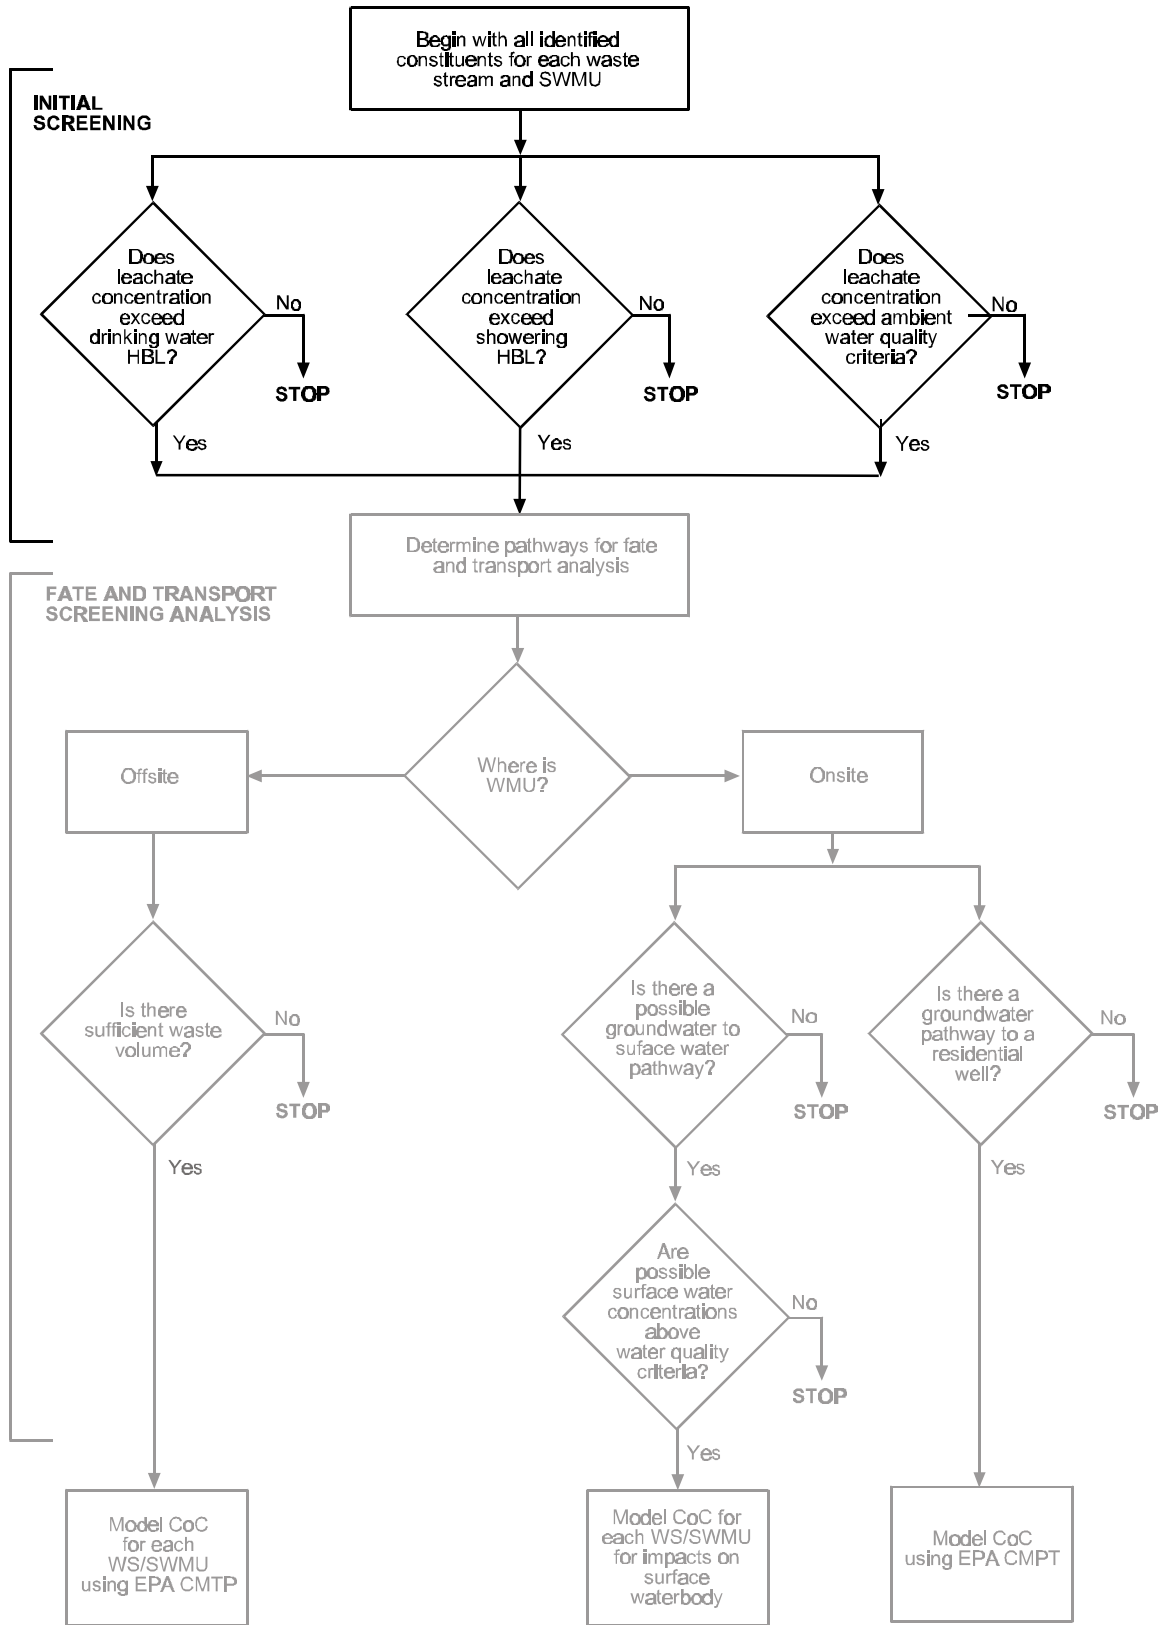 Begin with all identified
constituents for each waste
stream and SWMU
INITIAL
SCREENING
Does
leachate
concentration
exceed
drinking water
HBL?
No
STOP
Yes
Does
leachate
concentration
exceed
showering
HBL?
No
STOP
Yes
Does
leachate
concentration
exceed ambient
water quality
criteria?
No
STOP
Yes
Determine pathways for fate
and transport analysis
FATE AND TRANSPORT
SCREENING ANALYSIS
Where is
WMU?
Offsite
Onsite
Is there
sufficient waste
volume?
No
STOP
Yes
Is there a
possible
groundwater to
suface water
pathway?
No
STOP
Yes
Is there a
groundwater
pathway to a
residential
well?
No
STOP
Yes
Are
possible
surface water
concentrations
above
water quality
criteria?
No
STOP
Yes
Model CoC
for each
WS/SWMU
using EPA CMTP
Model CoC for
each WS/SWMU
for impacts on
surface
waterbody
Model CoC
using EPA CMPT